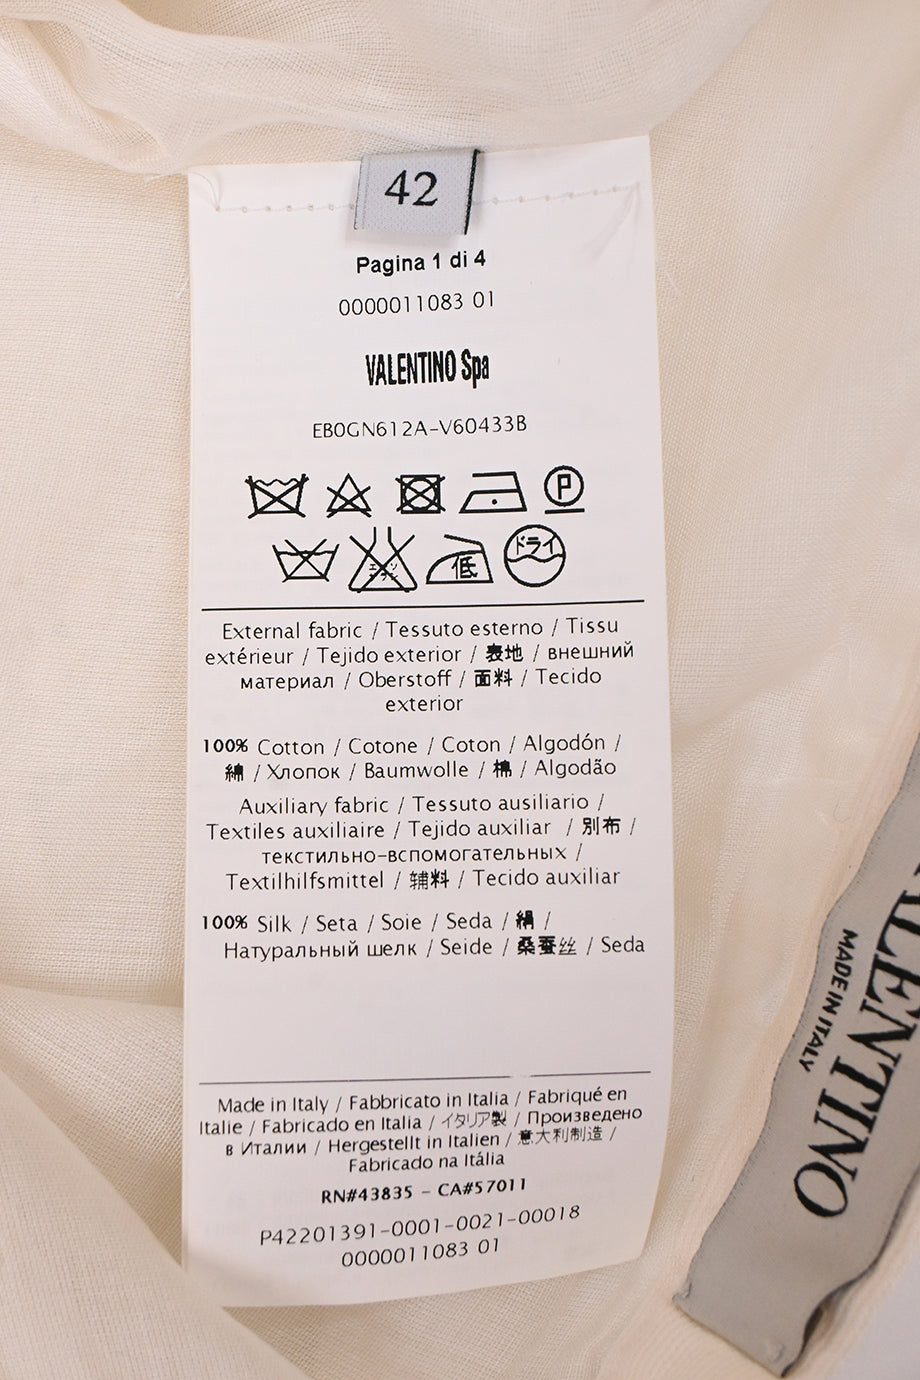 42
Pagina 1 di 4
0000011083 01
VALENTINO Spa
EB0GN612A-V60433B
P
低
ドライ
External fabric / Tessuto esterno / Tissu
extérieur / Tejido exterior / 表地 / внешний
материал / Oberstoff / 面料 / Tecido
exterior
100% Cotton / Cotone / Coton / Algodón /
綿 / Хлопок / Baumwolle / 棉 / Algodão
Auxiliary fabric / Tessuto ausiliario /
Textiles auxiliaire / Tejido auxiliar / 別布 /
текстильно-вспомогательных /
Textilhilfsmittel / 辅料 / Tecido auxiliar
100% Silk / Seta / Soie / Seda / 絹 /
Натуральный шелк / Seide / 桑蚕丝 / Seda
Made in Italy / Fabbricato in Italia / Fabriqué en
Italie / Fabricado en Italia / イタリア製 / Произведено
в Италии / Hergestellt in Italien / 意大利制造 /
Fabricado na Itália
RN#43835 - CA#57011
P42201391-0001-0021-00018
0000011083 01
VALENTINO
MADE IN ITALY